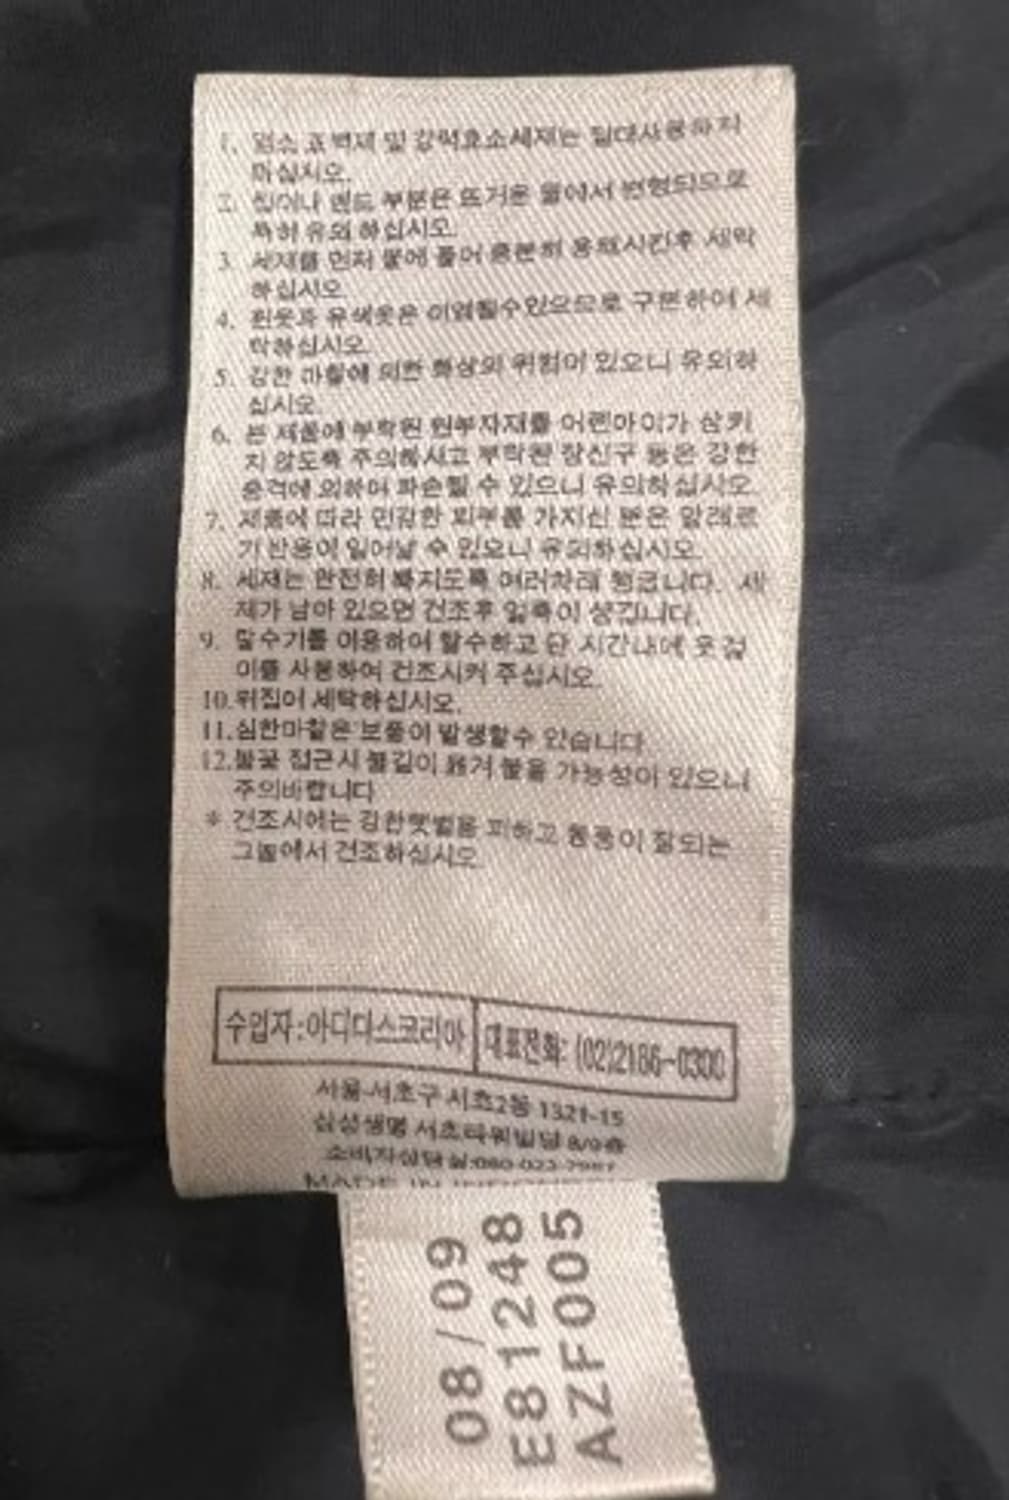 1. 염소 표백제 및 강력효소세제는 절대사용하지
마십시오.
2. 찜이나 밴드 부분은 뜨거운 물에서 변형되므로
특히 유의 하십시오.
3. 세제를 먼저 물에 풀어 충분히 용해시킨후 세탁
하십시오
4. 흰옷과 유색옷은 이염될수있으므로 구분하여 세
탁하십시오.
5. 강한 마찰에 의한 화상의 위험이 있으니 유의하
십시오.
6. 본 제품에 부착된 원부자재를 어린아이가 삼키
지 않도록 주의하시고 부착된 장신구 등은 강한
충격에 의하여 파손될 수 있으니 유의하십시오.
7. 제품에 따라 민감한 피부를 가지신 분은 알레르
기 반응이 일어날 수 있으니 유의하십시오.
8. 세제는 완전히 빠지도록 여러차례 헹굽니다. 세
제가 남아 있으면 건조후 얼룩이 생깁니다.
9. 탈수기를 이용하여 탈수하고 단 시간내에 옷걸
이를 사용하여 건조시켜 주십시오.
10.뒤집어 세탁하십시오.
11.심한마찰은 보풀이 발생할수 있습니다
12.불꽃 접근시 불길이 옮겨 붙을 가능성이 있으니
주의바랍니다
* 건조시에는 강한햇볕을 피하고 통풍이 잘되는
그늘에서 건조하십시오.
수입자:아디다스코리아 대표전화: (02)2186-0300
서울 서초구 서초2동 1321-15
삼성생명 서초타워빌딩 8/9층
소비자상담실:080-023-7981
MADE IN
08/09
E81248
AZF005